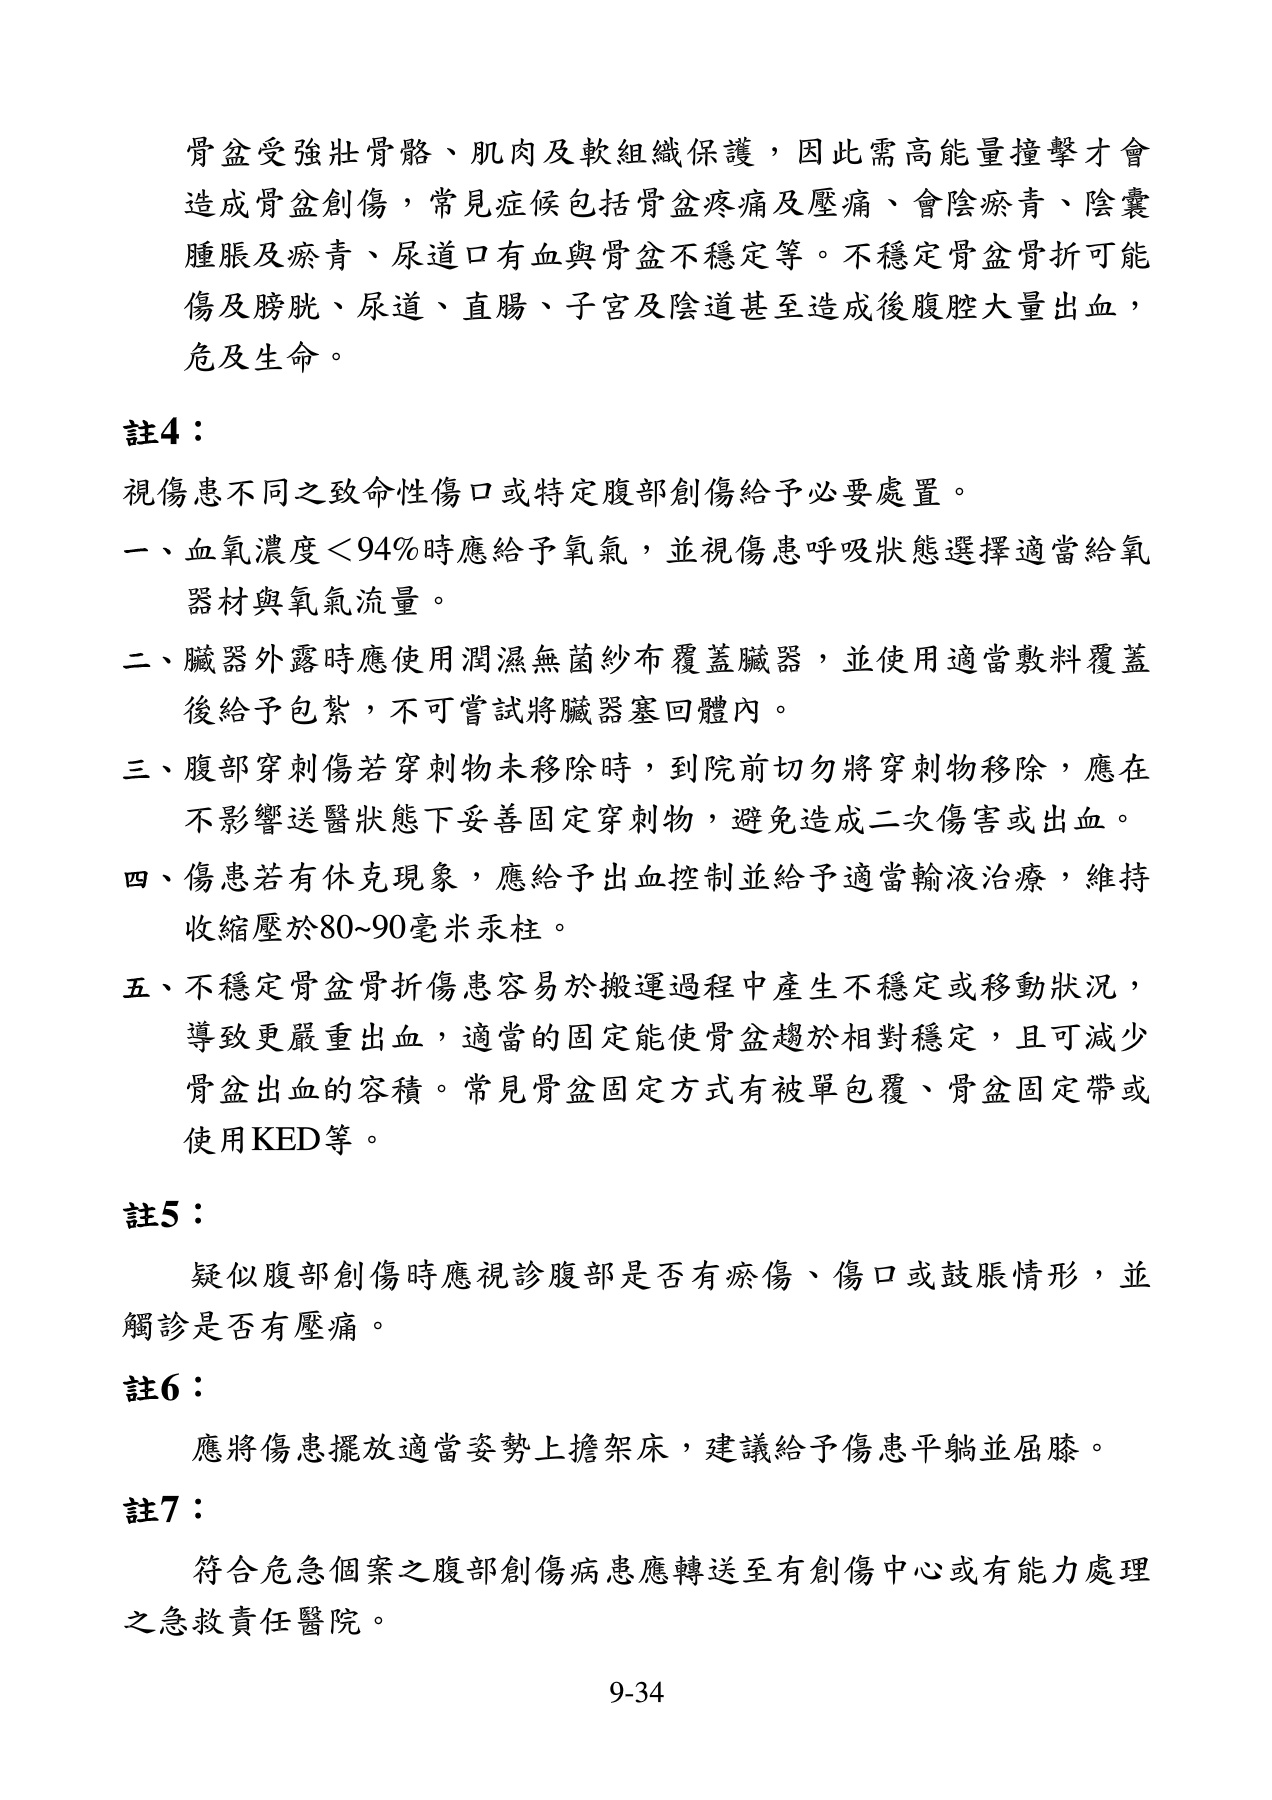 骨盆受強壯骨骼、肌肉及軟組織保護，因此需高能量撞擊才會
造成骨盆創傷，常見症候包括骨盆疼痛及壓痛、會陰瘀青、陰囊
腫脹及瘀青、尿道口有血與骨盆不穩定等。不穩定骨盆骨折可能
傷及膀胱、尿道、直腸、子宮及陰道甚至造成後腹腔大量出血，
危及生命。
註4：
視傷患不同之致命性傷口或特定腹部創傷給予必要處置。
一、血氧濃度＜94%時應給予氧氣，並視傷患呼吸狀態選擇適當給氧
器材與氧氣流量。
二、臟器外露時應使用潤濕無菌紗布覆蓋臟器，並使用適當敷料覆蓋
後給予包紮，不可嘗試將臟器塞回體內。
三、腹部穿刺傷若穿刺物未移除時，到院前切勿將穿刺物移除，應在
不影響送醫狀態下妥善固定穿刺物，避免造成二次傷害或出血。
四、傷患若有休克現象，應給予出血控制並給予適當輸液治療，維持
收縮壓於80~90毫米汞柱。
五、不穩定骨盆骨折傷患容易於搬運過程中產生不穩定或移動狀況，
導致更嚴重出血，適當的固定能使骨盆趨於相對穩定，且可減少
骨盆出血的容積。常見骨盆固定方式有被單包覆、骨盆固定帶或
使用KED等。
註5：
疑似腹部創傷時應視診腹部是否有瘀傷、傷口或鼓脹情形，並
觸診是否有壓痛。
註6：
應將傷患擺放適當姿勢上擔架床，建議給予傷患平躺並屈膝。
註7：
符合危急個案之腹部創傷病患應轉送至有創傷中心或有能力處理
之急救責任醫院。
9-34